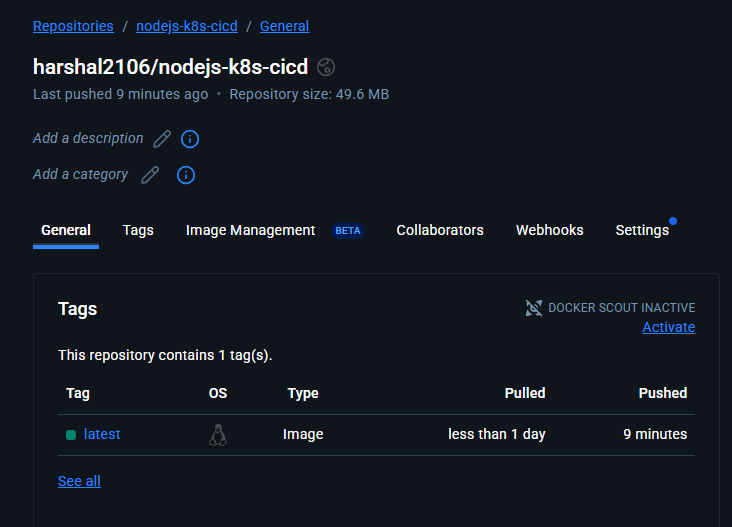 Repositories / nodejs-k8s-cicd / General
harshal2106/nodejs-k8s-cicd
Last pushed 9 minutes ago • Repository size: 49.6 MB
Add a description
Add a category
General Tags Image Management BETA Collaborators Webhooks Settings
Tags DOCKER SCOUT INACTIVE
Activate
This repository contains 1 tag(s).
Tag OS Type Pulled Pushed
latest Image less than 1 day 9 minutes
See all